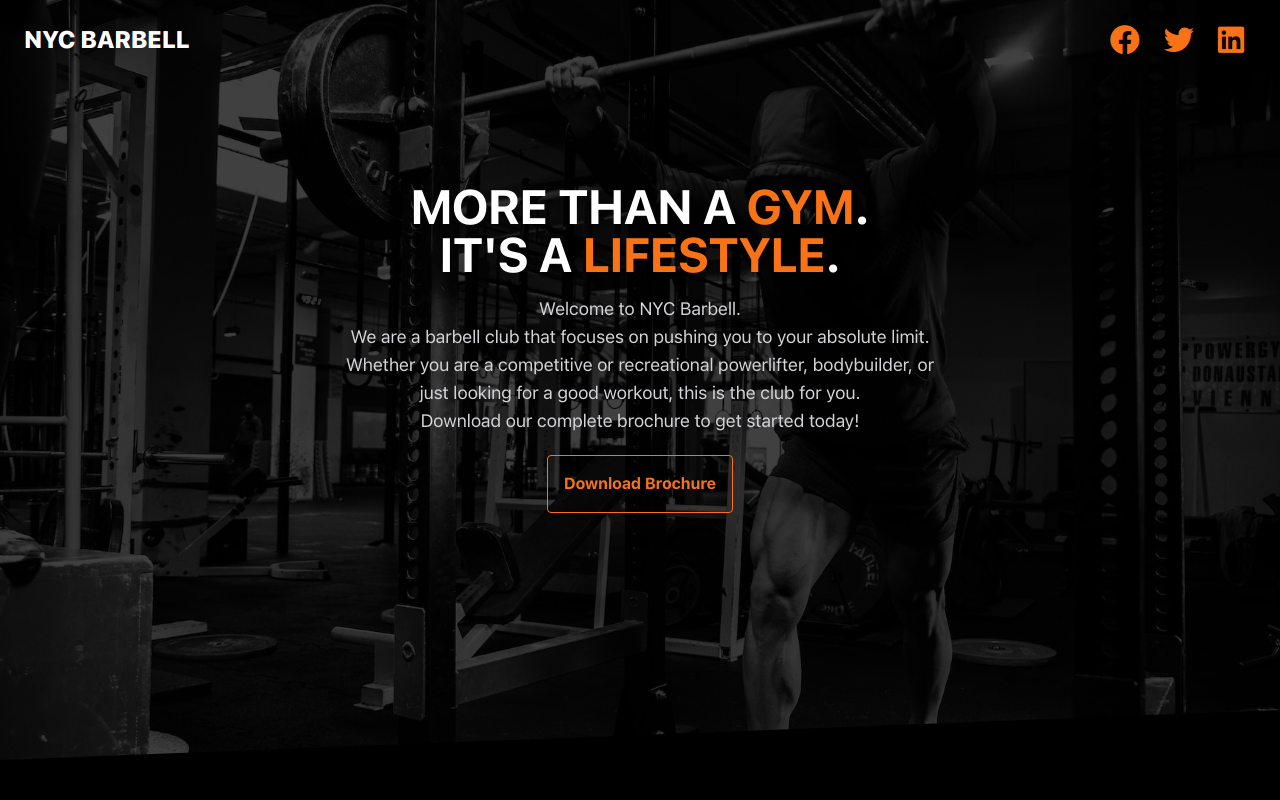 NYC BARBELL
MORE THAN A GYM.
IT'S A LIFESTYLE.
Welcome to NYC Barbell.
We are a barbell club that focuses on pushing you to your absolute limit.
Whether you are a competitive or recreational powerlifter, bodybuilder, or
just looking for a good workout, this is the club for you.
Download our complete brochure to get started today!
Download Brochure
POWERGY
DONAUSTA
VIENN